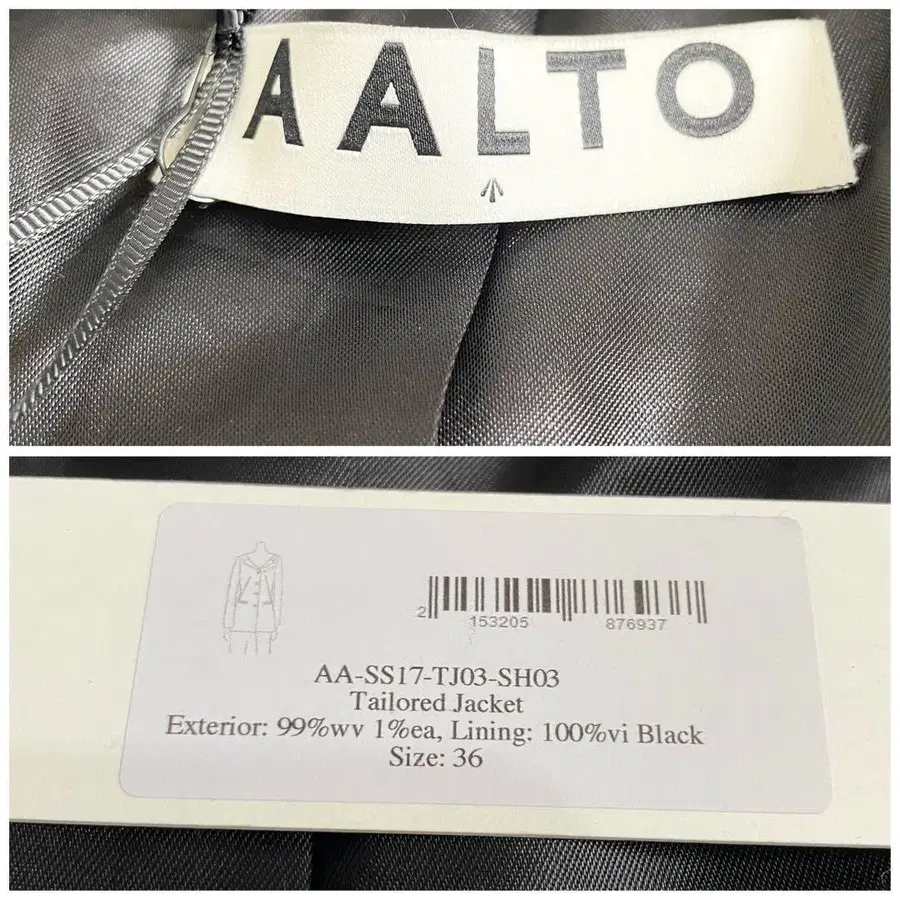 AALTO
2 153205 876937
AA-SS17-TJ03-SH03
Tailored Jacket
Exterior: 99%wv 1%ea, Lining: 100%vi Black
Size: 36